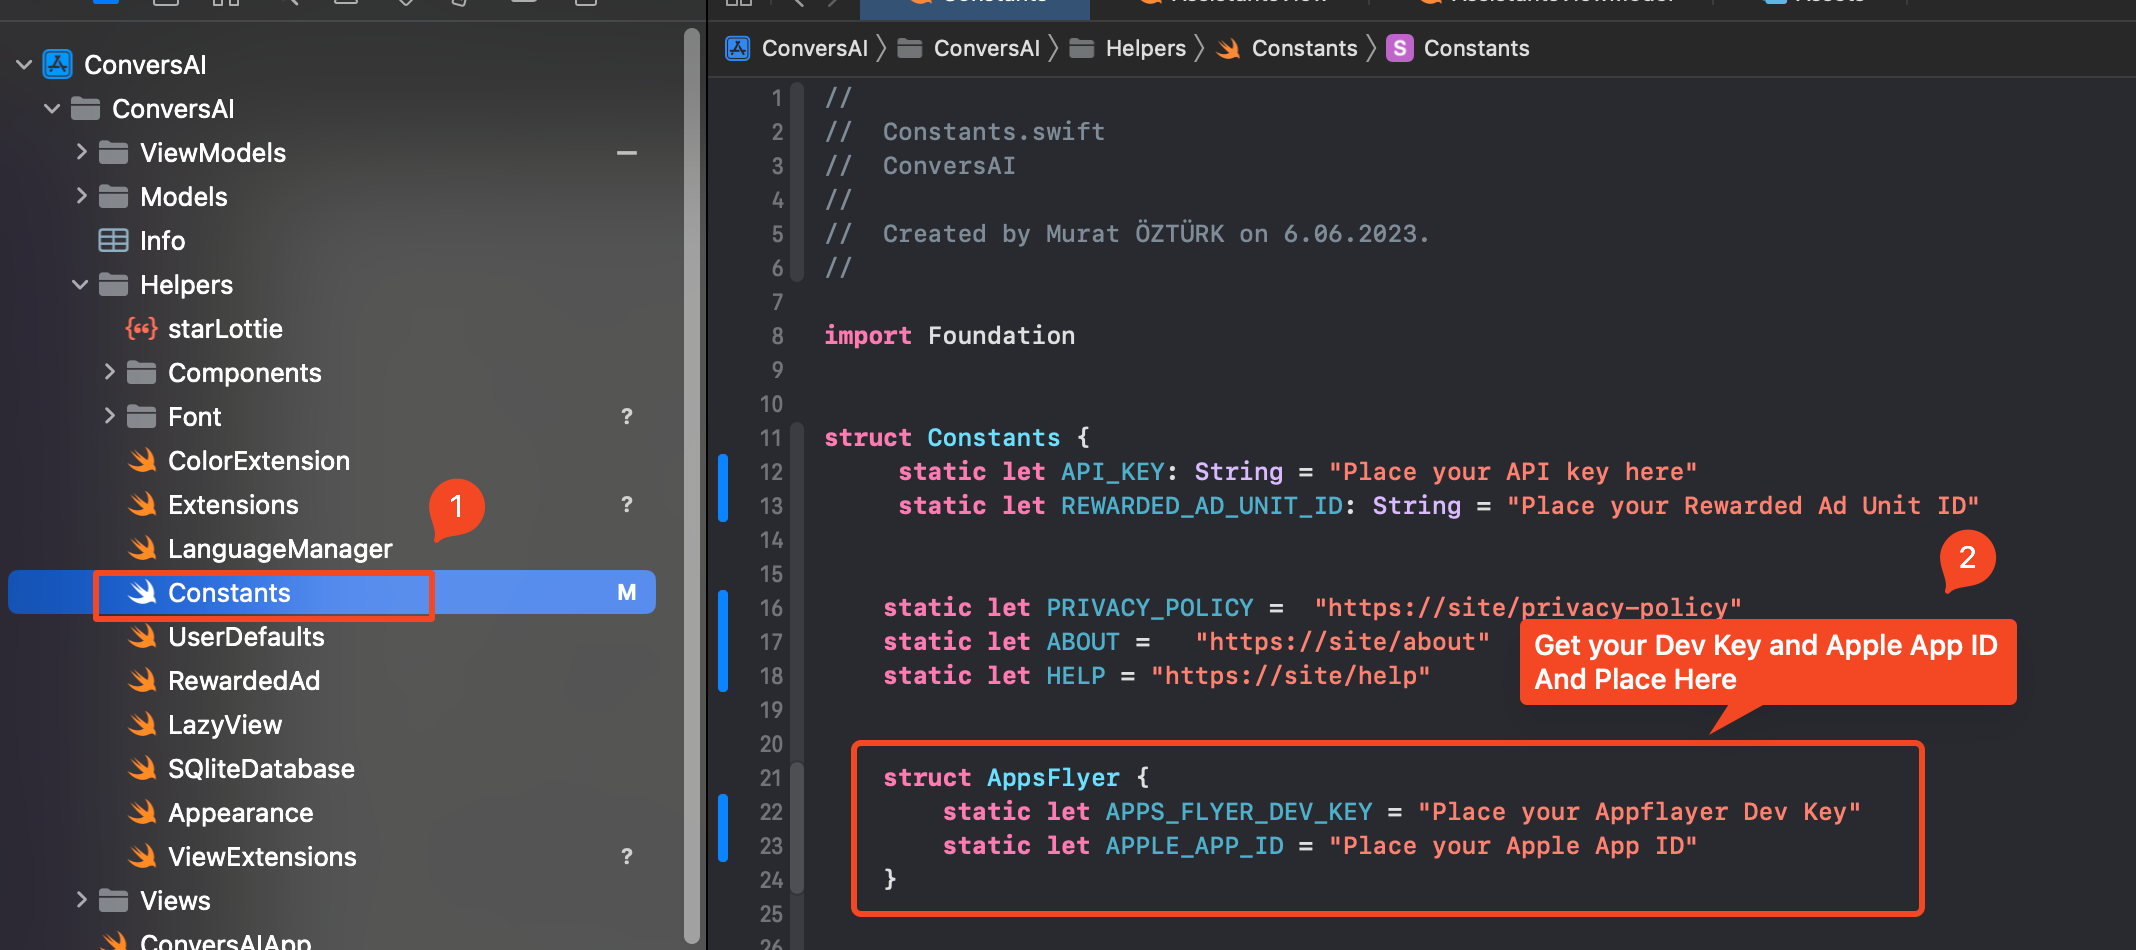 ConversAI
ConversAI
ViewModels
Models
Info
Helpers
starLottie
Components
Font ?
ColorExtension
Extensions ?
LanguageManager
1
Constants M
UserDefaults
RewardedAd
LazyView
SQliteDatabase
Appearance
ViewExtensions ?
Views
ConversAIApp
Constants
AssistantsView
AssistantsViewModel
Assets
ConversAI ConversAI Helpers Constants S Constants
1 //
2 //  Constants.swift
3 //  ConversAI
4 //
5 //  Created by Murat ÖZTÜRK on 6.06.2023.
6 //
7
8 import Foundation
9
10
11 struct Constants {
12 static let API_KEY: String = "Place your API key here"
13 static let REWARDED_AD_UNIT_ID: String = "Place your Rewarded Ad Unit ID"
14
15
2
16 static let PRIVACY_POLICY =  "https://site/privacy-policy"
17 static let ABOUT =   "https://site/about"
18 static let HELP = "https://site/help"
Get your Dev Key and Apple App ID
And Place Here
19
20
21 struct AppsFlyer {
22 static let APPS_FLYER_DEV_KEY = "Place your Appflayer Dev Key"
23 static let APPLE_APP_ID = "Place your Apple App ID"
24 }
25
26